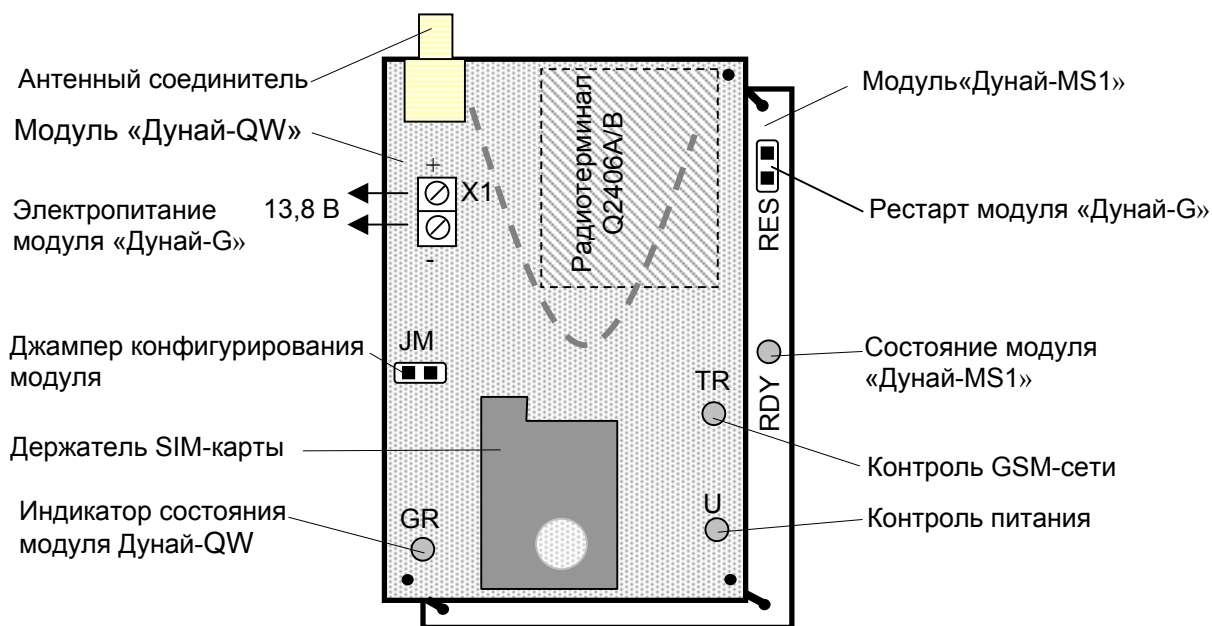 Антенный соединитель
Модуль «Дунай-QW»
Электропитание
модуля «Дунай-G»
13,8 В
+
X1
-
Джампер конфигурирования
модуля
JM
Держатель SIM-карты
Индикатор состояния
модуля Дунай-QW
GR
Радиотерминал
Q2406A/B
TR
U
Модуль«Дунай-MS1»
RES
Рестарт модуля «Дунай-G»
RDY
Состояние модуля
«Дунай-MS1»
Контроль GSM-сети
Контроль питания